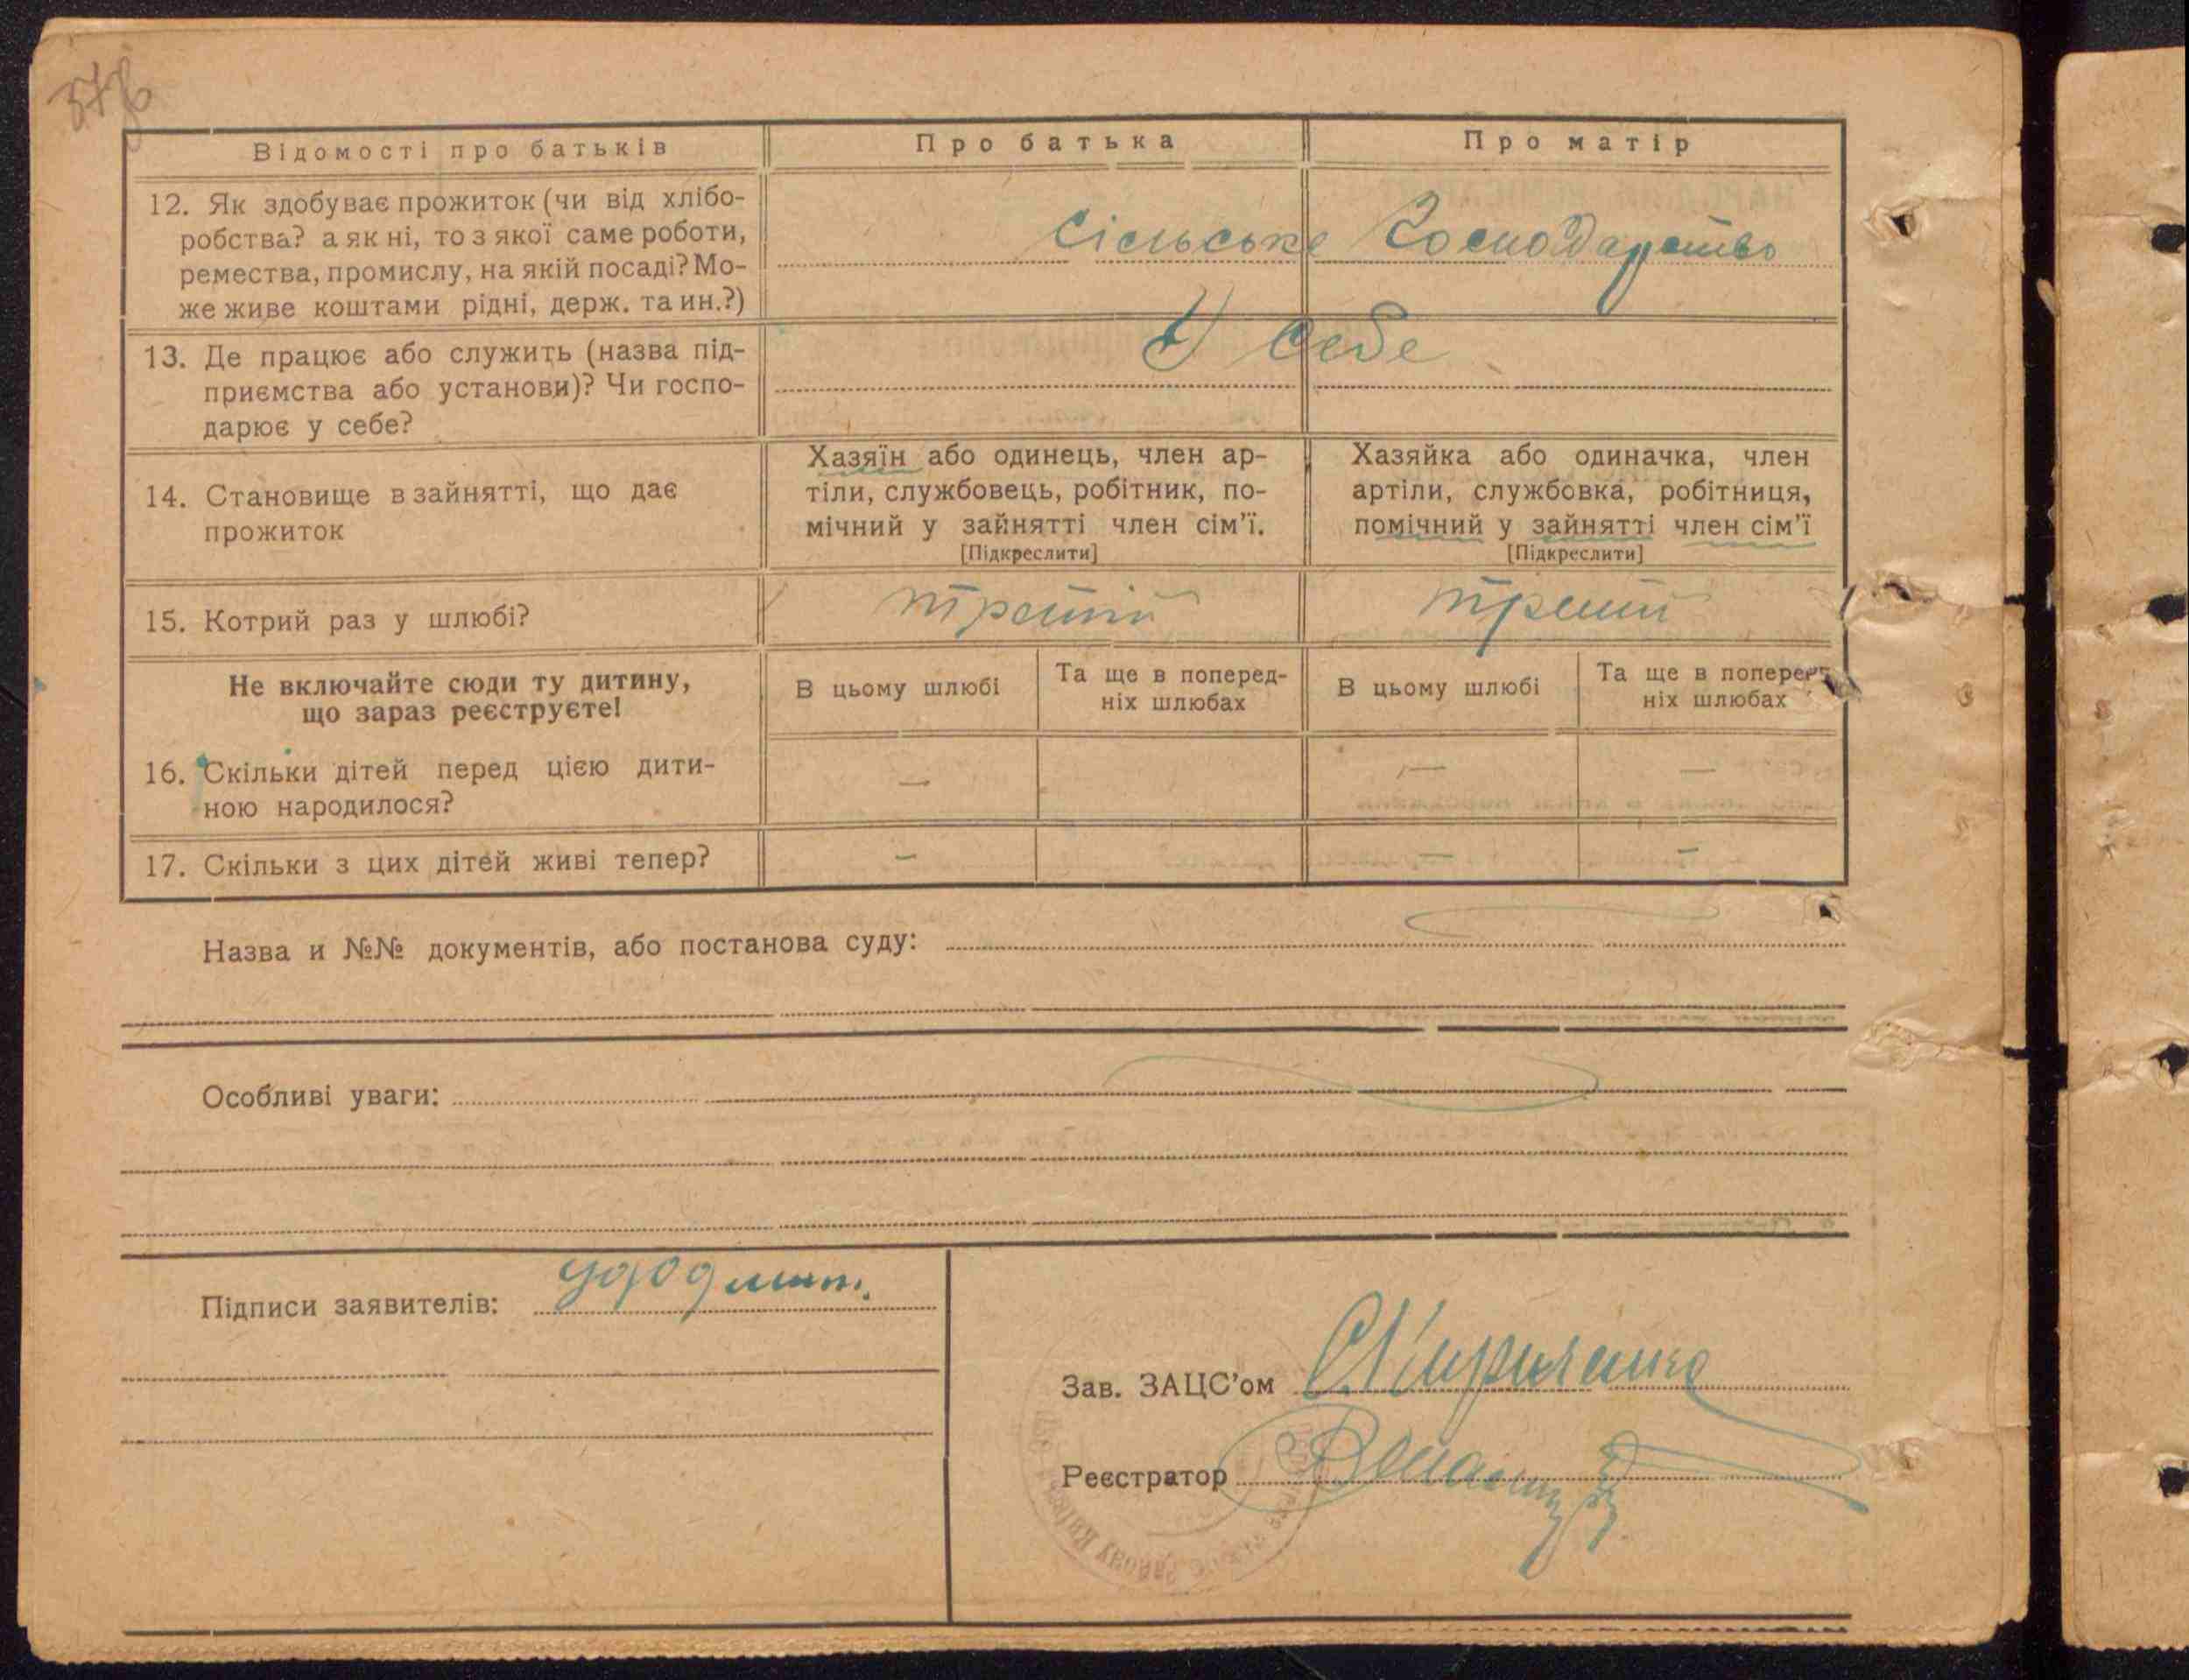 378
Відомості про батьків
Про батька
Про матір
12. Як здобуває прожиток (чи від хлібо-
робства? а як ні, то з якої саме роботи,
ремества, промислу, на якій посаді? Мо-
же живе коштами рідні, держ. та ин.?)
Сільське Господарство
13. Де працює або служить (назва під-
приємства або установи)? Чи госпо-
дарює у себе?
У себе
14. Становище в зайнятті, що дає
прожиток
Хазяїн або одинець, член ар-
тіли, службовець, робітник, по-
мічний у зайнятті член сім’ї.
[Підкреслити]
Хазяйка або одиначка, член
артіли, службовка, робітниця,
помічний у зайнятті член сім’ї
[Підкреслити]
15. Котрий раз у шлюбі?
третій
третій
Не включайте сюди ту дитину,
що зараз реєструєте!
В цьому шлюбі
Та ще в поперед-
ніх шлюбах
В цьому шлюбі
Та ще в поперед-
ніх шлюбах
16. Скільки дітей перед цією дити-
ною народилося?
—
—
—
17. Скільки з цих дітей живі тепер?
—
—
—
Назва и №№ документів, або постанова суду:
Особливі уваги:
Підписи заявителів:
Зав. ЗАЦС’ом С. Кириченко
Реєстратор